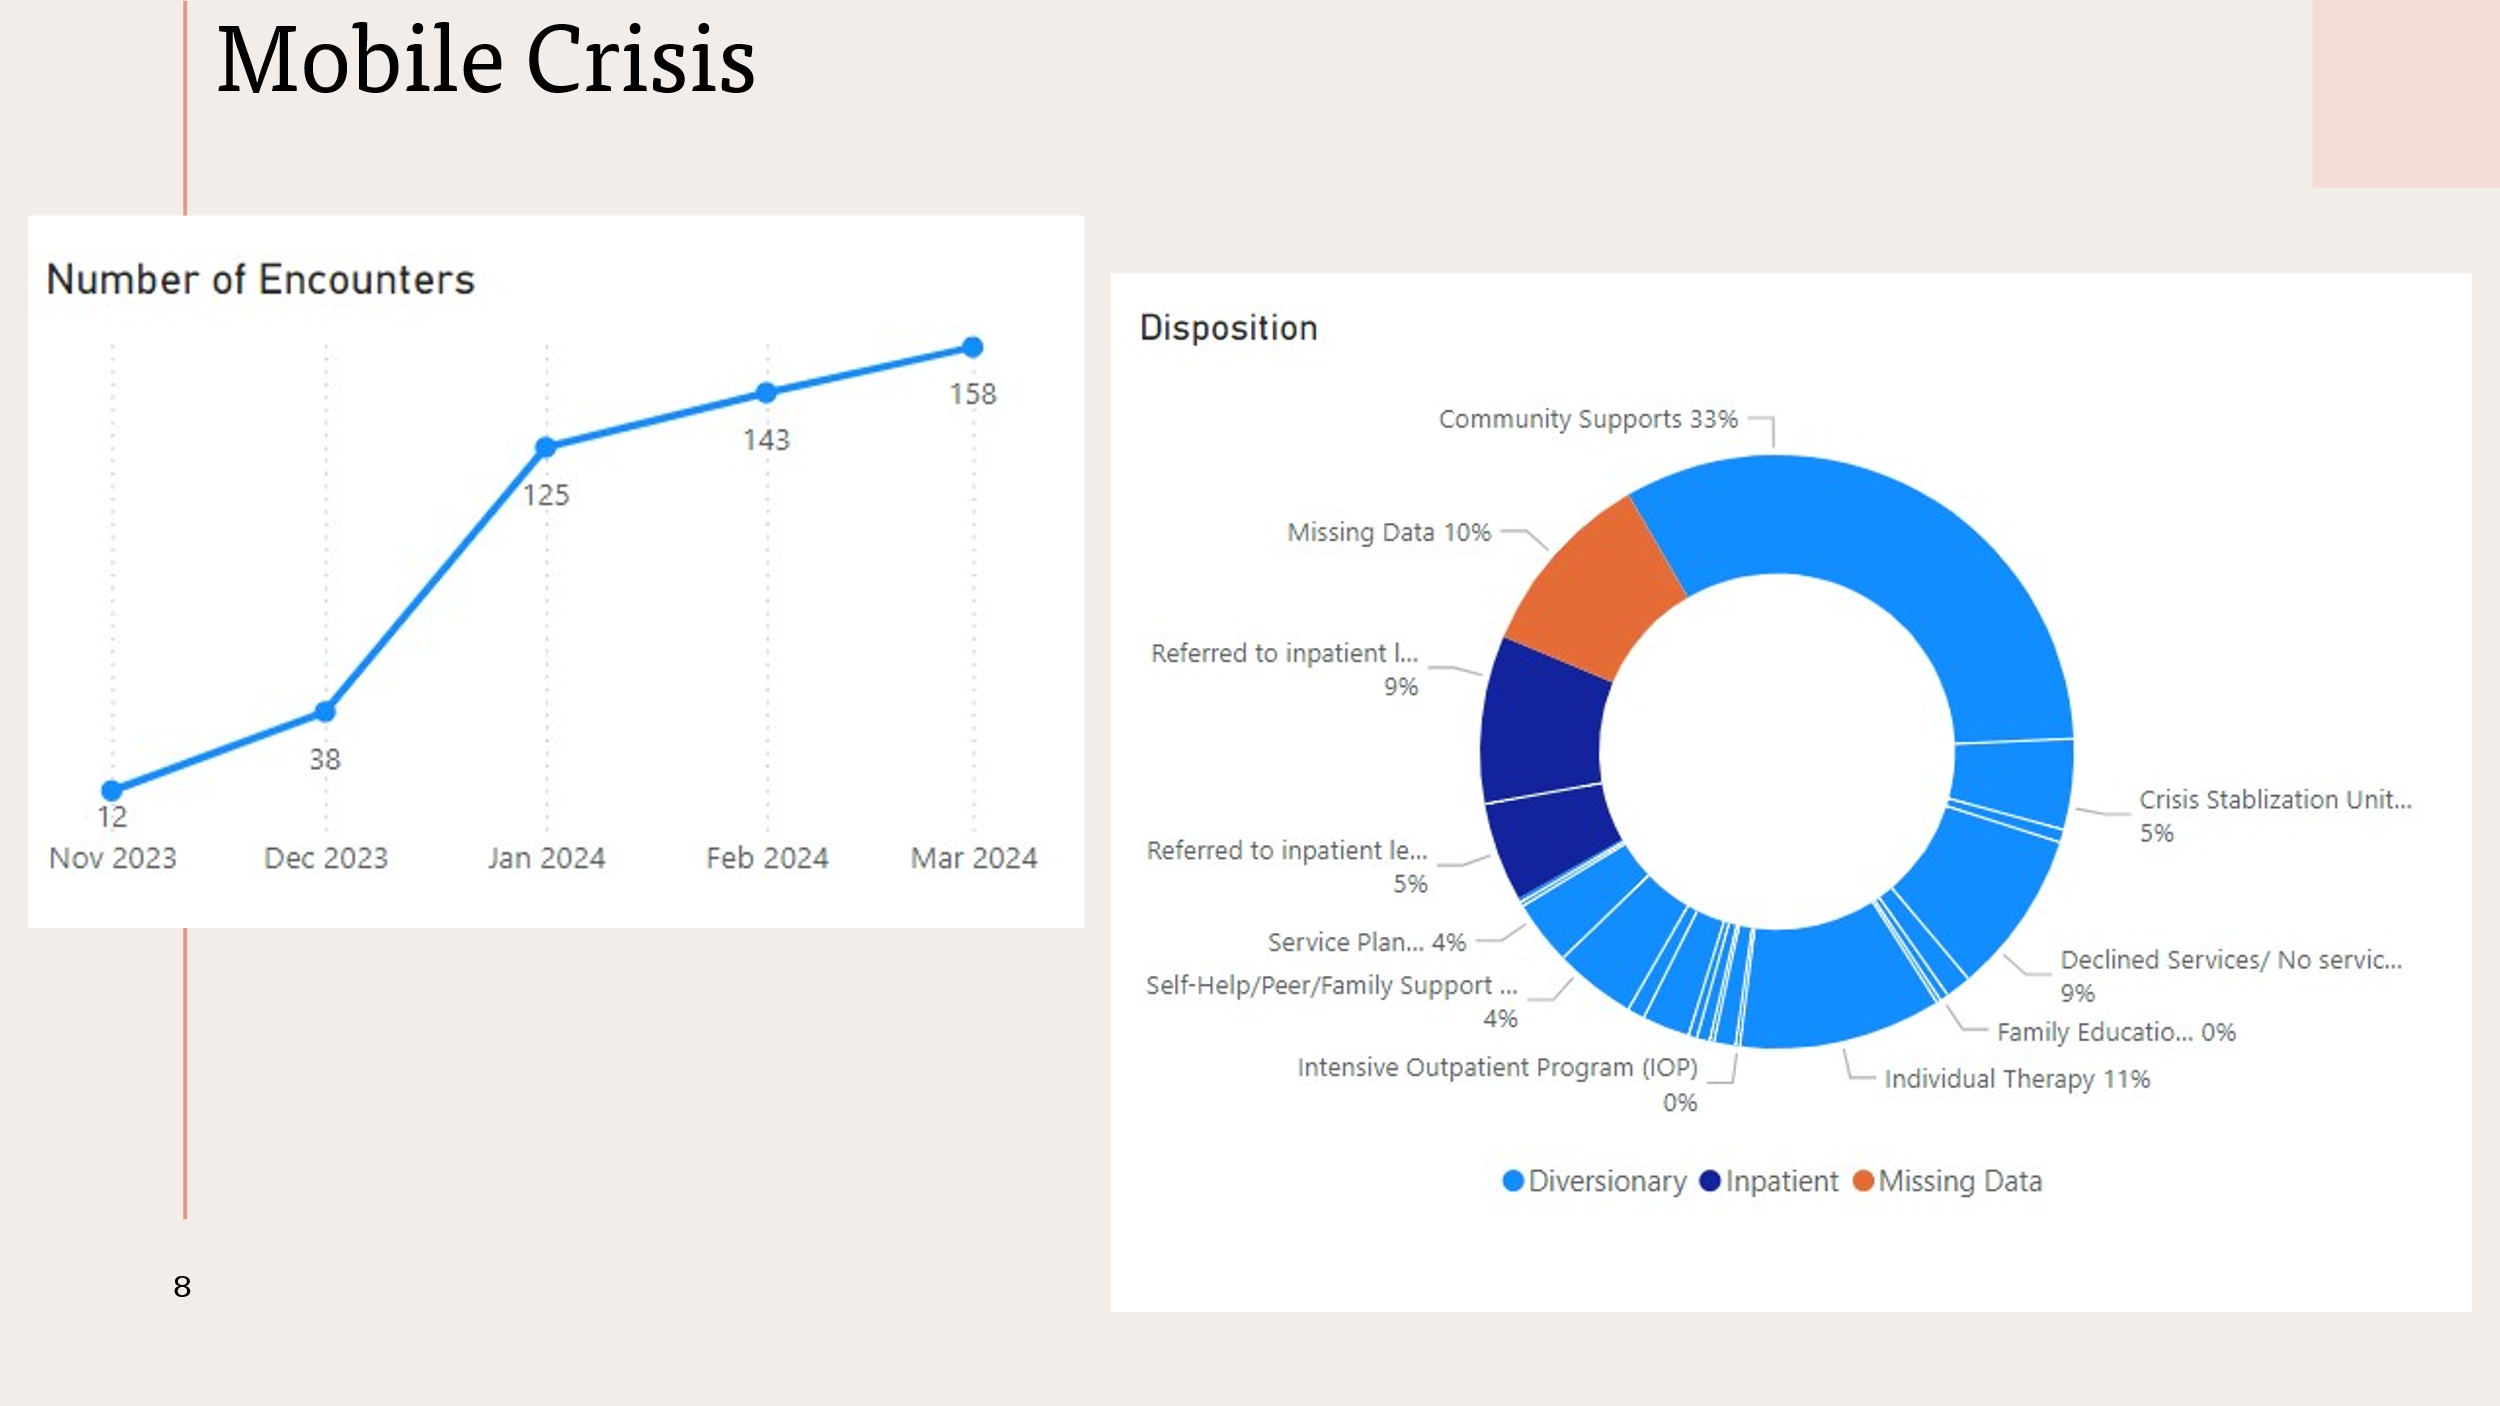 Mobile Crisis
Number of Encounters
158
143
125
38
12
Nov 2023 Dec 2023 Jan 2024 Feb 2024 Mar 2024
Disposition
Community Supports 33%
Missing Data 10%
Referred to inpatient l...
9%
Referred to inpatient le...
5%
Service Plan... 4%
Self-Help/Peer/Family Support ...
4%
Intensive Outpatient Program (IOP)
0%
Crisis Stablization Unit...
5%
Declined Services/ No servic...
9%
Family Educatio... 0%
Individual Therapy 11%
Diversionary Inpatient Missing Data
8